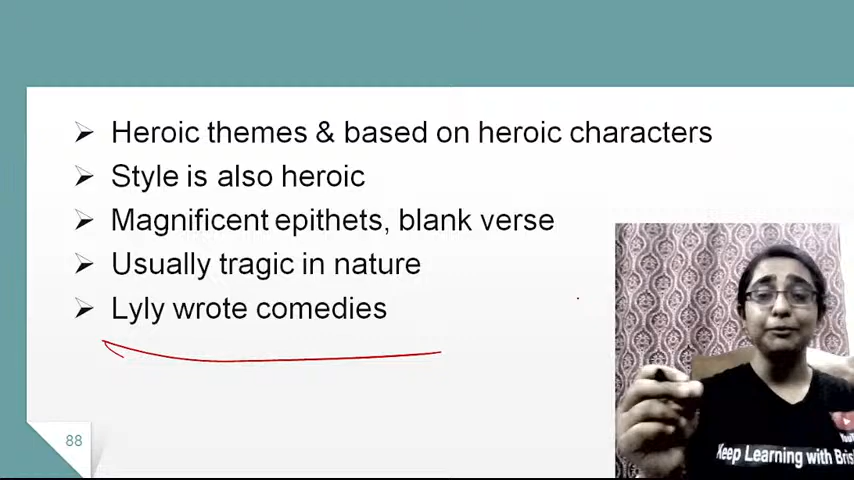 Heroic themes & based on heroic characters
Style is also heroic
Magnificent epithets, blank verse
Usually tragic in nature
Lyly wrote comedies
88
Keep Learning with Bris